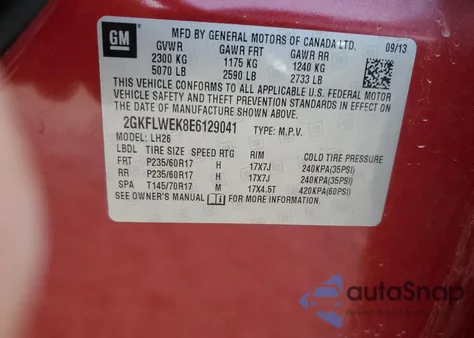 GM
MFD BY GENERAL MOTORS OF CANADA LTD. 09/13
GVWR GAWR FRT GAWR RR
2300 KG 1175 KG 1240 KG
5070 LB 2590 LB 2733 LB
THIS VEHICLE CONFORMS TO ALL APPLICABLE U.S. FEDERAL MOTOR
VEHICLE SAFETY AND THEFT PREVENTION STANDARDS IN EFFECT ON
THE DATE OF MANUFACTURE SHOWN ABOVE.
2GKFLWEK8E6129041 TYPE: M.P.V.
MODEL: LH26
LBDL TIRE SIZE SPEED RTG RIM COLD TIRE PRESSURE
FRT P235/60R17 H 17X7J 240KPA(35PSI)
RR P235/60R17 H 17X7J 240KPA(35PSI)
SPA T145/70R17 M 17X4.5T 420KPA(60PSI)
SEE OWNER'S MANUAL FOR MORE INFORMATION.
autoSnap